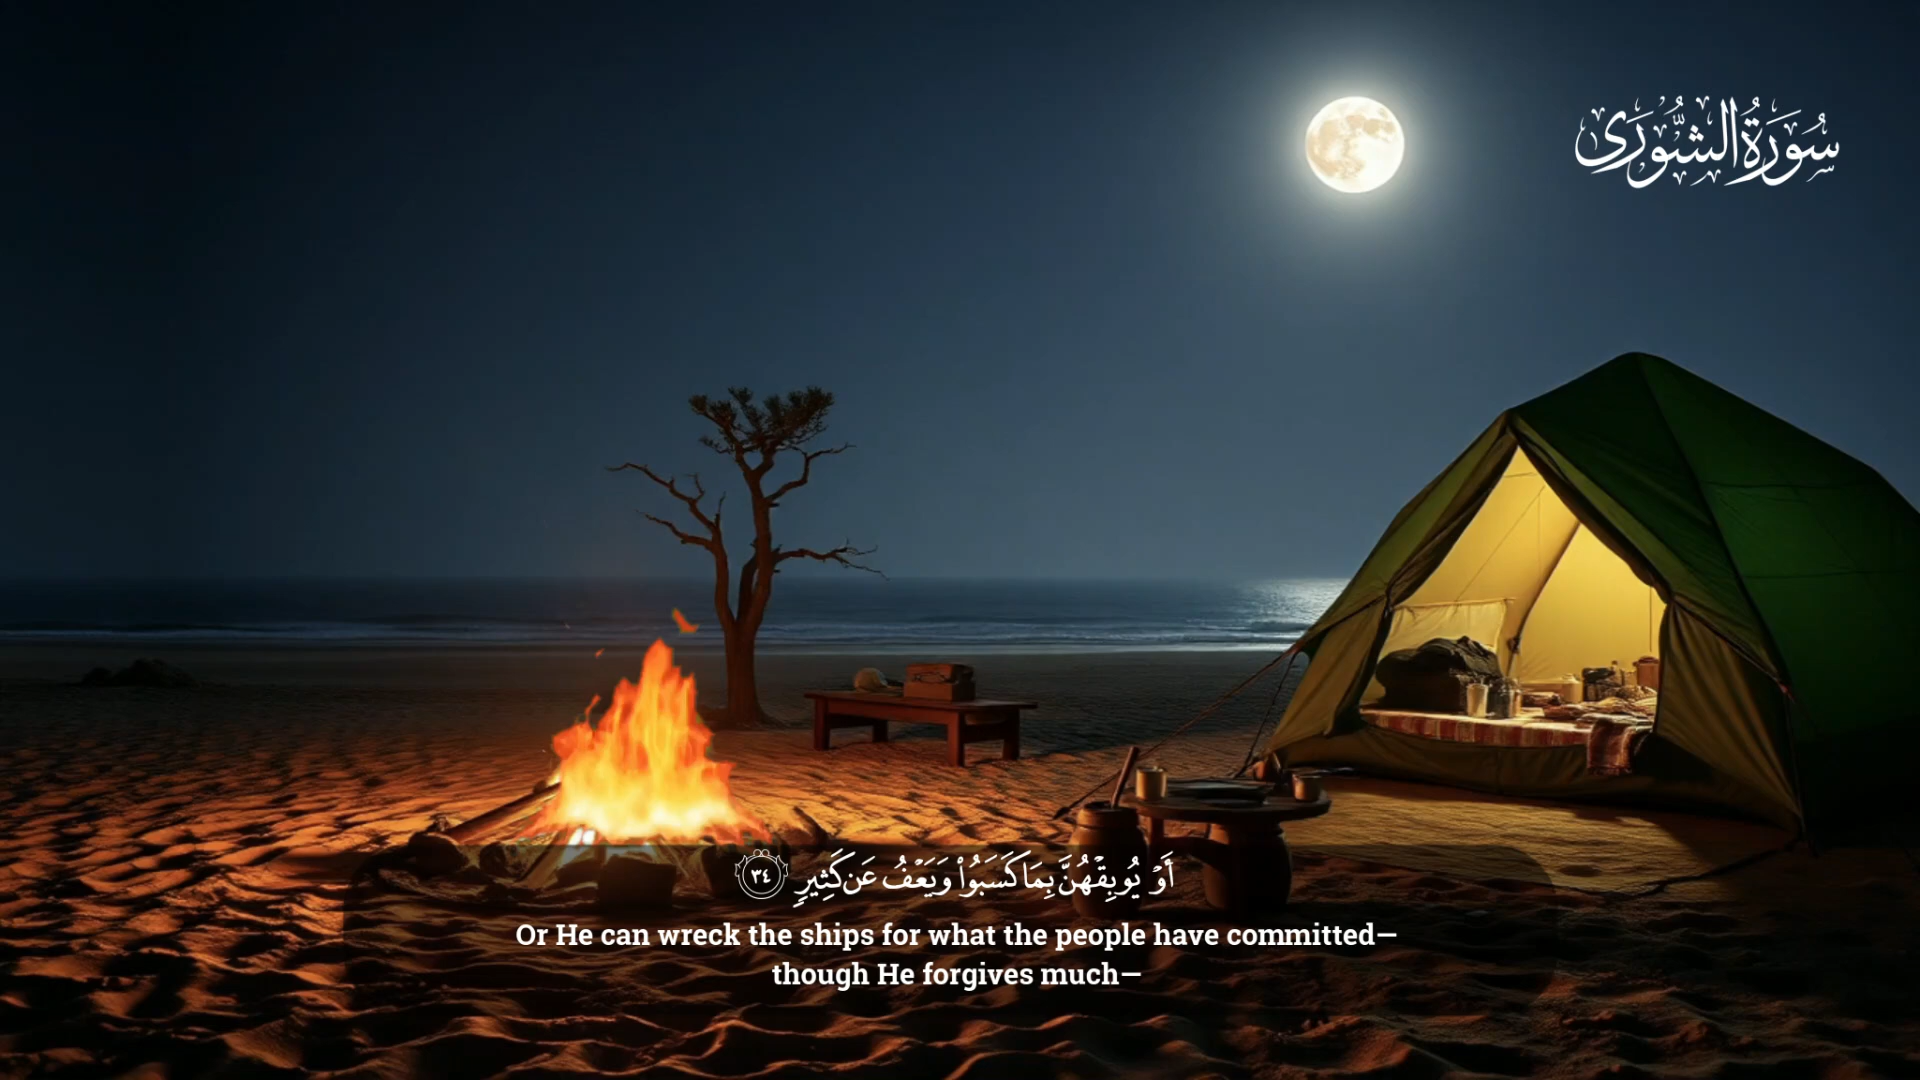 سُورَةُ الشُّورَى
أَوۡ يُوبِقۡهُنَّ بِمَا كَسَبُواْ وَيَعۡفُ عَن كَثِيرٖ ٣٤
Or He can wreck the ships for what the people have committed—
though He forgives much—